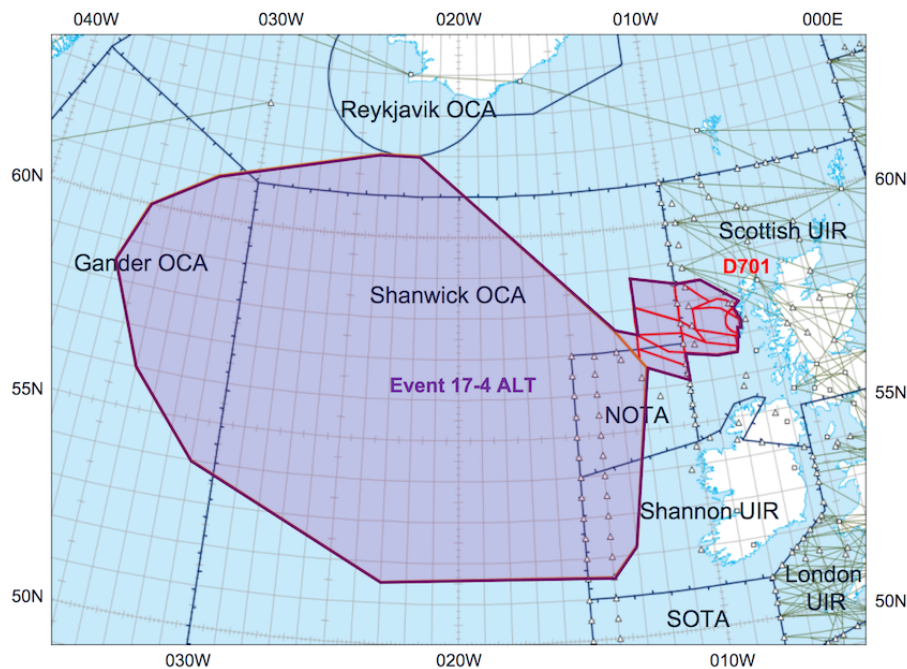 040W 030W 020W 010W 000E
Reykjavik OCA
60N 60N
Scottish UIR
Gander OCA D701
Shanwick OCA
55N Event 17-4 ALT 55N
NOTA
Shannon UIR
London
UIR
50N 50N
SOTA
030W 020W 010W